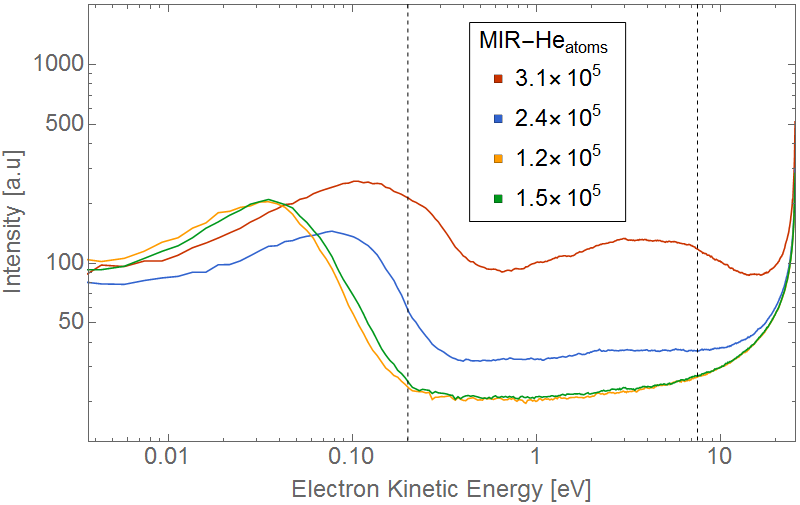 MIR–He_atoms
3.1× 10^5
2.4× 10^5
1.2× 10^5
1.5× 10^5
1000
500
100
50
Intensity [a.u]
0.01 0.10 1 10
Electron Kinetic Energy [eV]